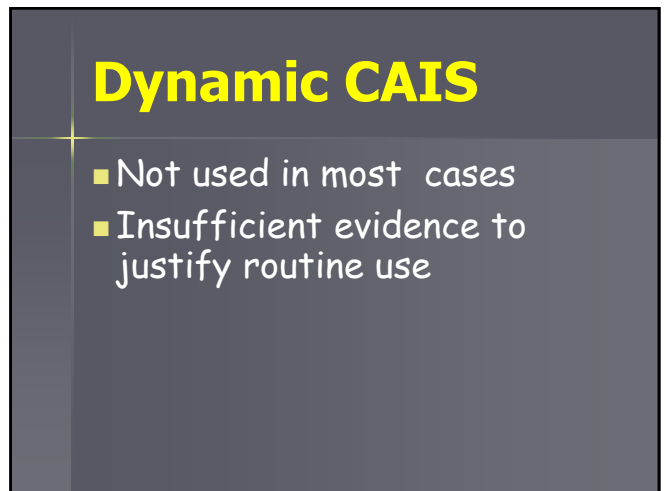 Dynamic CAIS
Not used in most cases
Insufficient evidence to
justify routine use